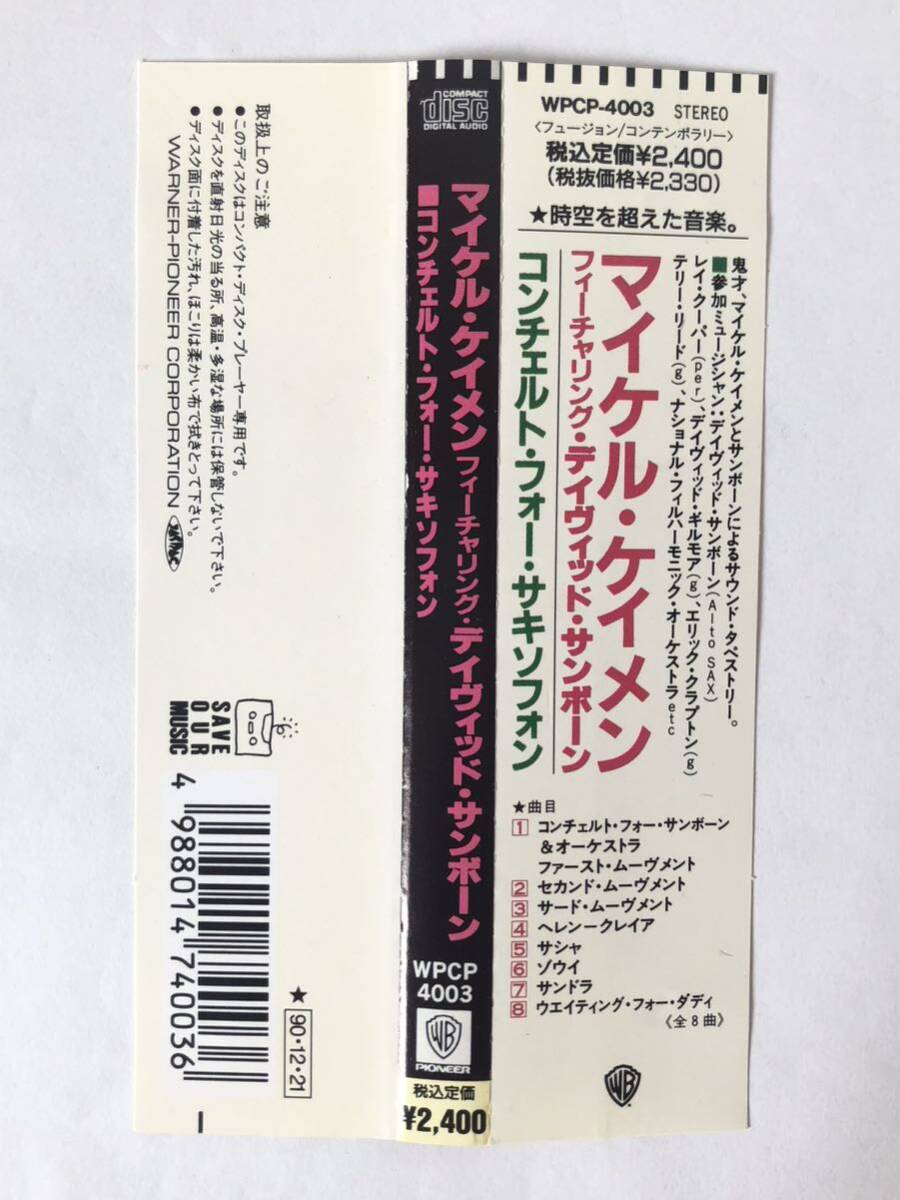 WPCP-4003 STEREO
〈フュージョン/コンテンポラリー〉
税込定価¥2,400
(税抜価格¥2,330)
★時空を超えた音楽。
鬼才、マイケル・ケイメンとサンボーンによるサウンド・タペストリー。
■参加ミュージシャン:デイヴィッド・サンボーン(Alto SAX)
レイ・クーパー(per)、デイヴィッド・ギルモア(g)、エリック・クラプトン(g)
テリー・リード(g)、ナショナル・フィルハーモニック・オーケストラetc
マイケル・ケイメン
フィーチャリング・デイヴィッド・サンボーン
コンチェルト・フォー・サキソフォン
★曲目
1 コンチェルト・フォー・サンボーン
&オーケストラ
ファースト・ムーヴメント
2 セカンド・ムーヴメント
3 サード・ムーヴメント
4 ヘレン―クレイア
5 サシャ
6 ゾウイ
7 サンドラ
8 ウエイティング・フォー・ダディ
《全8曲》
WB
COMPACT
disc
DIGITAL AUDIO
マイケル・ケイメン フィーチャリング・デイヴィッド・サンボーン
■コンチェルト・フォー・サキソフォン
WPCP
4003
WB
PIONEER
税込定価
¥2,400
取扱上のご注意
●このディスクはコンパクト・ディスク・プレーヤー専用です。
●ディスクを直射日光の当る所、高温・多湿な場所には保管しないで下さい。
●ディスク面に付着した汚れ、ほこりは柔かい布で拭きとって下さい。
WARNER-PIONEER CORPORATION
SAVE
OUR
MUSIC
4 988014 740036
★
90・12・21